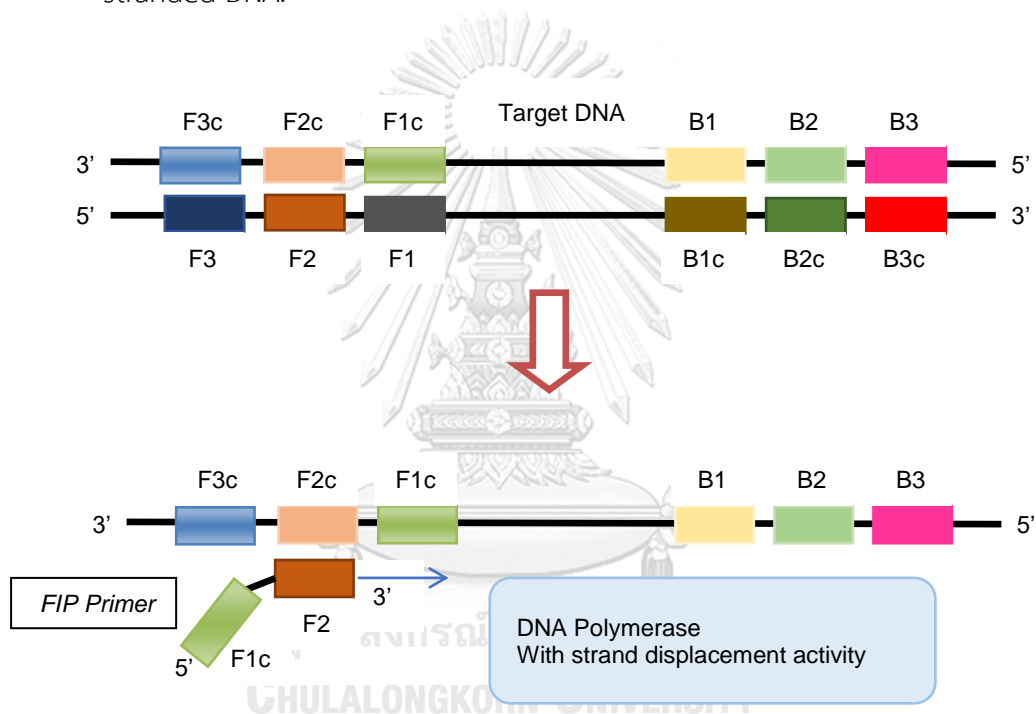 stranded DNA.
Target DNA
F3c F2c F1c B1 B2 B3
3’ 5’
5’ 3’
F3 F2 F1 B1c B2c B3c
F3c F2c F1c B1 B2 B3
3’ 5’
FIP Primer
3’
F2
5’ F1c
DNA Polymerase
With strand displacement activity
CHULALONGKORN UNIVERSITY